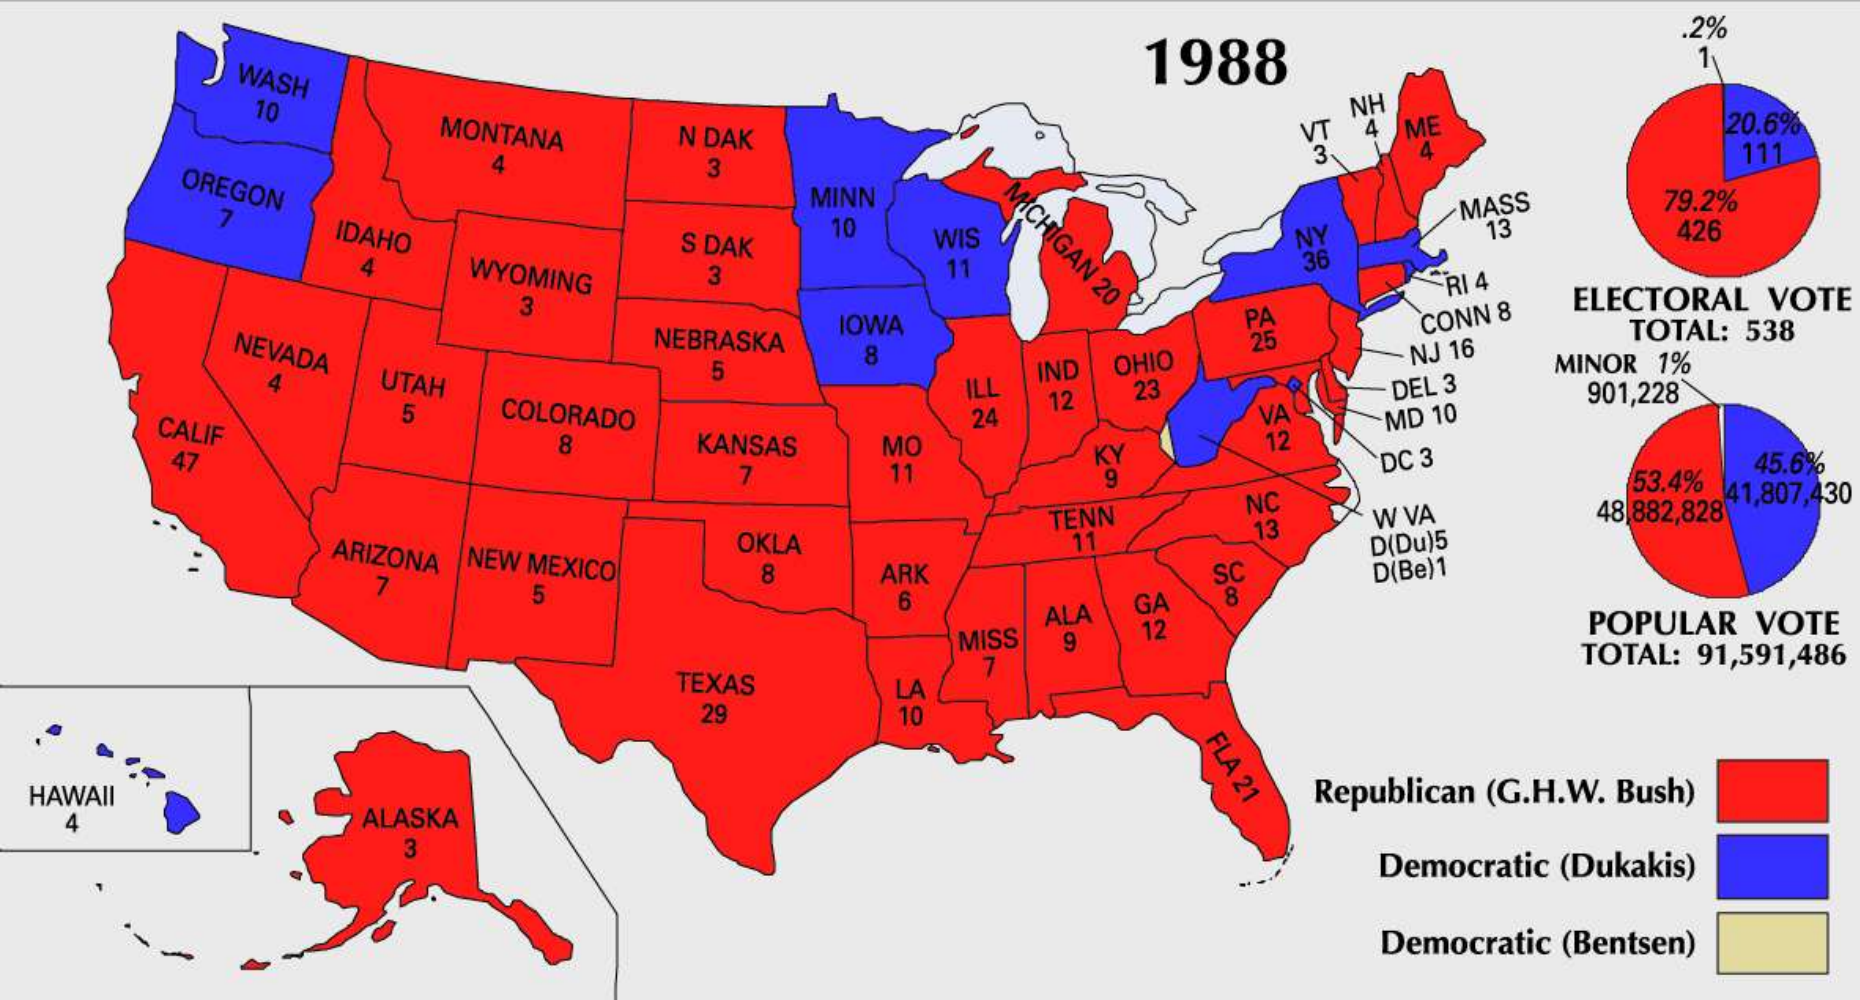 1988
WASH
10
OREGON
7
CALIF
47
NEVADA
4
IDAHO
4
MONTANA
4
WYOMING
3
UTAH
5
COLORADO
8
ARIZONA
7
NEW MEXICO
5
N DAK
3
S DAK
3
NEBRASKA
5
KANSAS
7
OKLA
8
TEXAS
29
MINN
10
IOWA
8
MO
11
ARK
6
LA
10
WIS
11
ILL
24
MICHIGAN 20
IND
12
OHIO
23
KY
9
TENN
11
MISS
7
ALA
9
GA
12
FLA 21
SC
8
NC
13
VA
12
PA
25
NY
36
VT
3
NH
4
ME
4
MASS
13
RI 4
CONN 8
NJ 16
DEL 3
MD 10
DC 3
W VA
D(Du)5
D(Be)1
HAWAII
4
ALASKA
3
.2%
1
20.6%
111
79.2%
426
ELECTORAL VOTE
TOTAL: 538
MINOR 1%
901,228
45.6%
41,807,430
53.4%
48,882,828
POPULAR VOTE
TOTAL: 91,591,486
Republican (G.H.W. Bush)
Democratic (Dukakis)
Democratic (Bentsen)